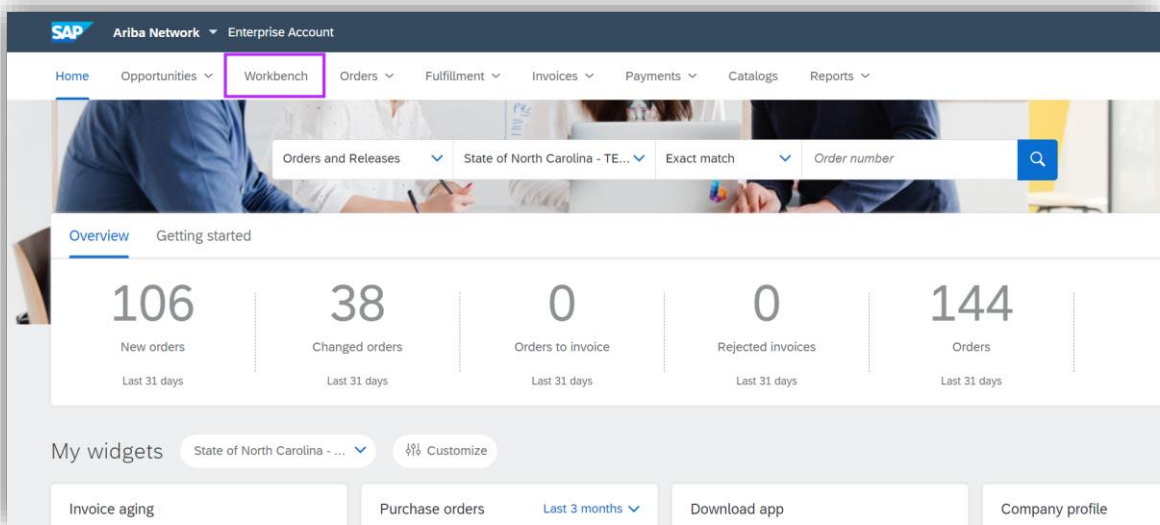 SAP Ariba Network Enterprise Account
Home Opportunities Workbench Orders Fulfillment Invoices Payments Catalogs Reports
Orders and Releases State of North Carolina - TE... Exact match Order number
Overview Getting started
106 38 0 0 144
New orders Changed orders Orders to invoice Rejected invoices Orders
Last 31 days Last 31 days Last 31 days Last 31 days Last 31 days
My widgets State of North Carolina - ... Customize
Invoice aging Purchase orders Last 3 months Download app Company profile